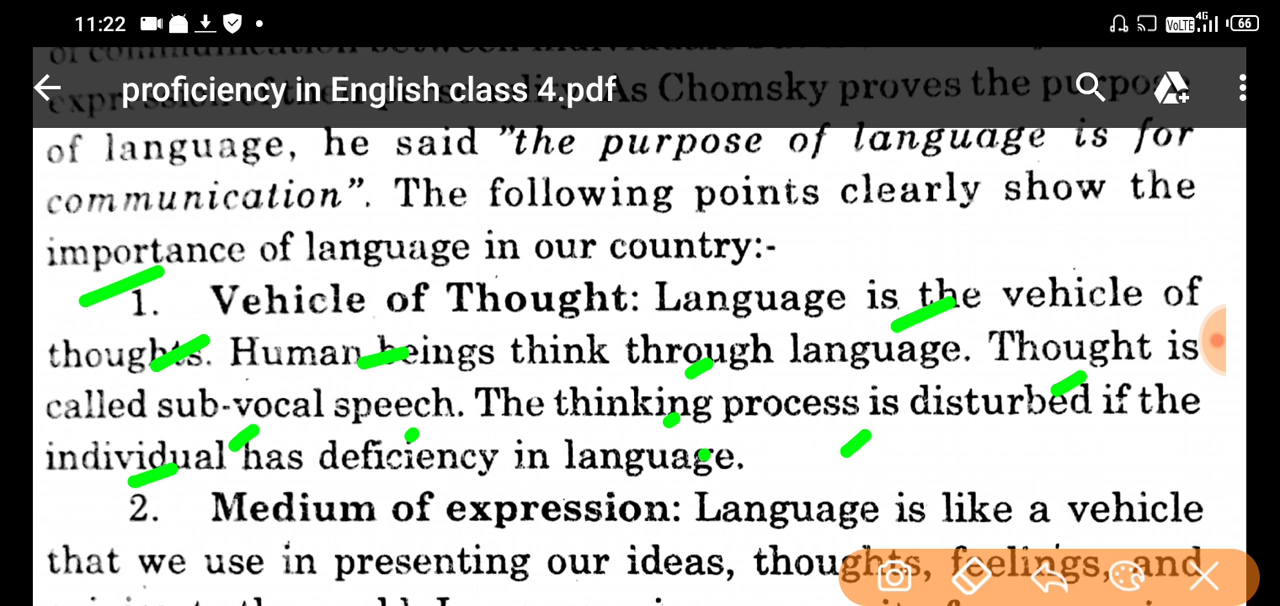 11:22 4G VoLTE 66
proficiency in English class 4.pdf
As Chomsky proves the
of language, he said "the purpose of language is for
communication". The following points clearly show the
importance of language in our country:-
1. Vehicle of Thought: Language is the vehicle of
thoughts. Human beings think through language. Thought is
called sub-vocal speech. The thinking process is disturbed if the
individual has deficiency in language.
2. Medium of expression: Language is like a vehicle
that we use in presenting our ideas, thoughts, feelings, and